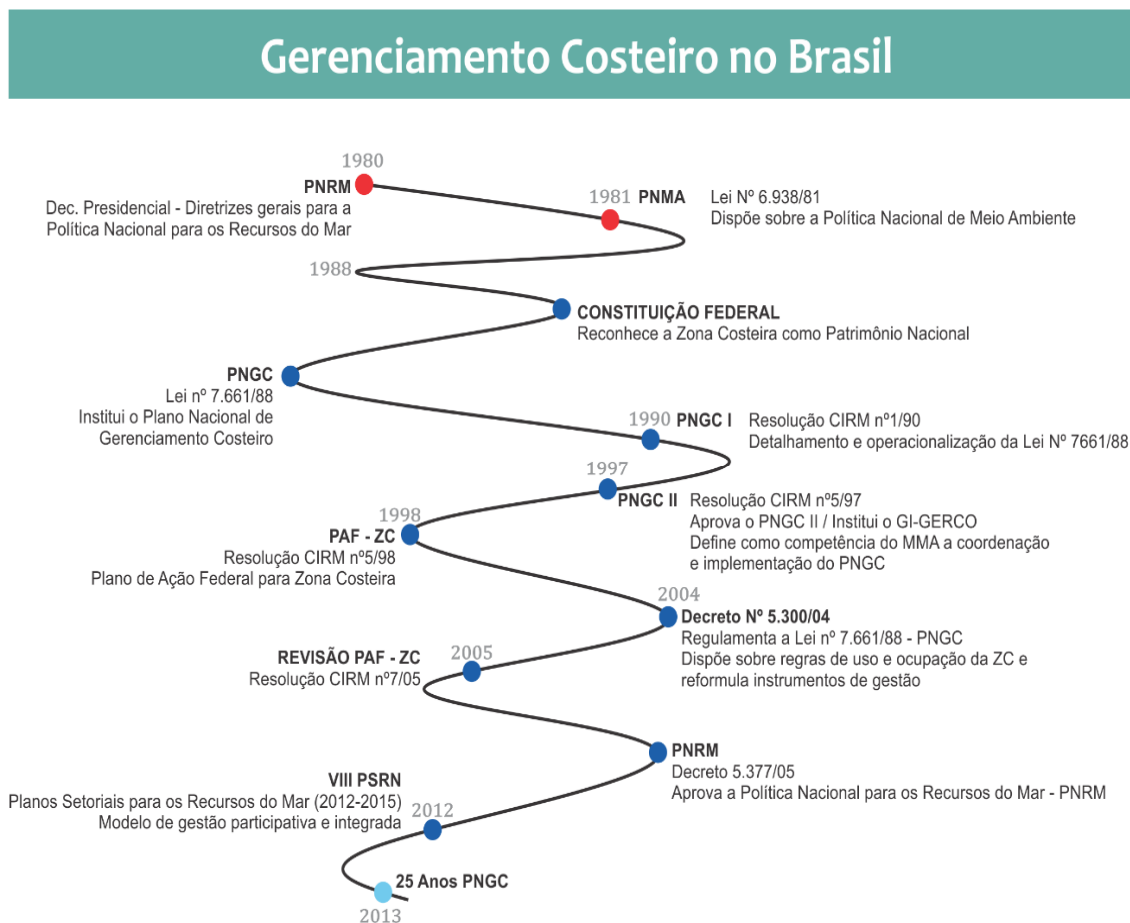 Gerenciamento Costeiro no Brasil
1980
PNRM
Dec. Presidencial - Diretrizes gerais para a
Política Nacional para os Recursos do Mar
1981
PNMA
Lei Nº 6.938/81
Dispõe sobre a Política Nacional de Meio Ambiente
1988
CONSTITUIÇÃO FEDERAL
Reconhece a Zona Costeira como Patrimônio Nacional
PNGC
Lei nº 7.661/88
Institui o Plano Nacional de
Gerenciamento Costeiro
1990
PNGC I
Resolução CIRM nº1/90
Detalhamento e operacionalização da Lei Nº 7661/88
1997
PNGC II
Resolução CIRM nº5/97
Aprova o PNGC II / Institui o GI-GERCO
Define como competência do MMA a coordenação
e implementação do PNGC
1998
PAF - ZC
Resolução CIRM nº5/98
Plano de Ação Federal para Zona Costeira
2004
Decreto Nº 5.300/04
Regulamenta a Lei nº 7.661/88 - PNGC
Dispõe sobre regras de uso e ocupação da ZC e
reformula instrumentos de gestão
REVISÃO PAF - ZC
2005
Resolução CIRM nº7/05
PNRM
Decreto 5.377/05
Aprova a Política Nacional para os Recursos do Mar - PNRM
VIII PSRN
Planos Setoriais para os Recursos do Mar (2012-2015)
Modelo de gestão participativa e integrada
2012
25 Anos PNGC
2013